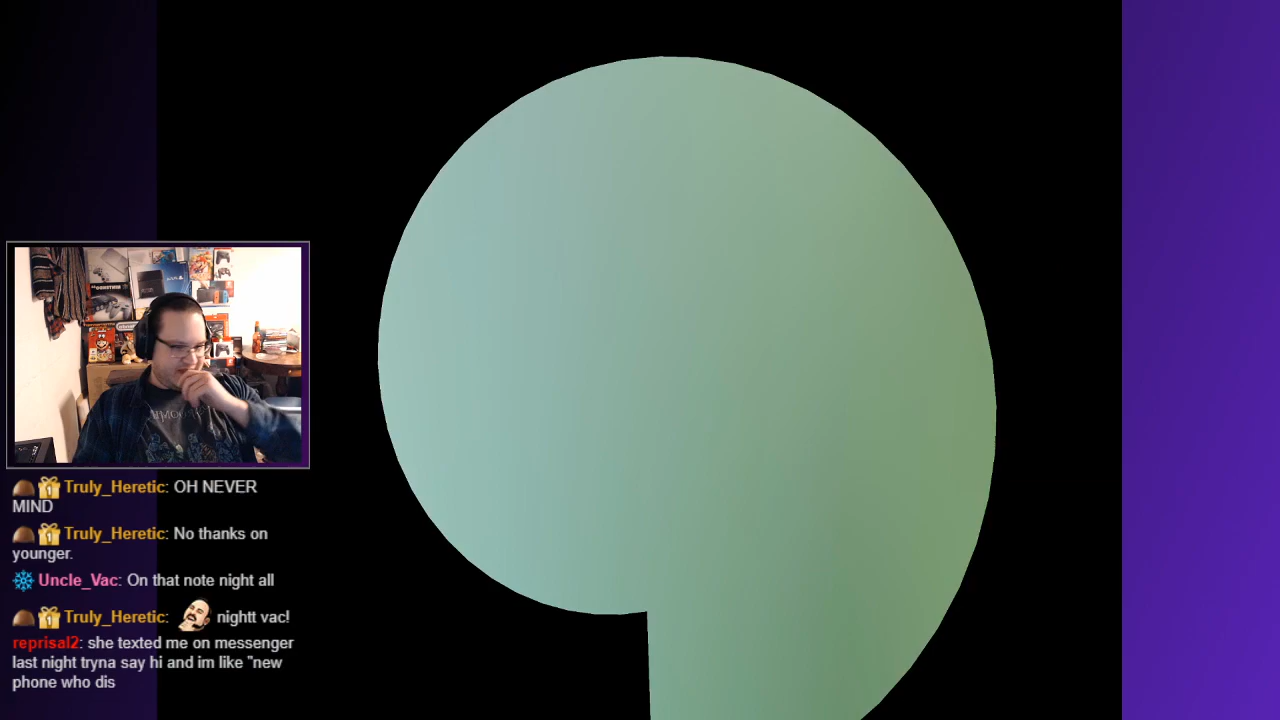 Truly_Heretic: OH NEVER
MIND
Truly_Heretic: No thanks on
younger.
Uncle_Vac: On that note night all
Truly_Heretic: nightt vac!
reprisal2: she texted me on messenger
last night tryna say hi and im like "new
phone who dis